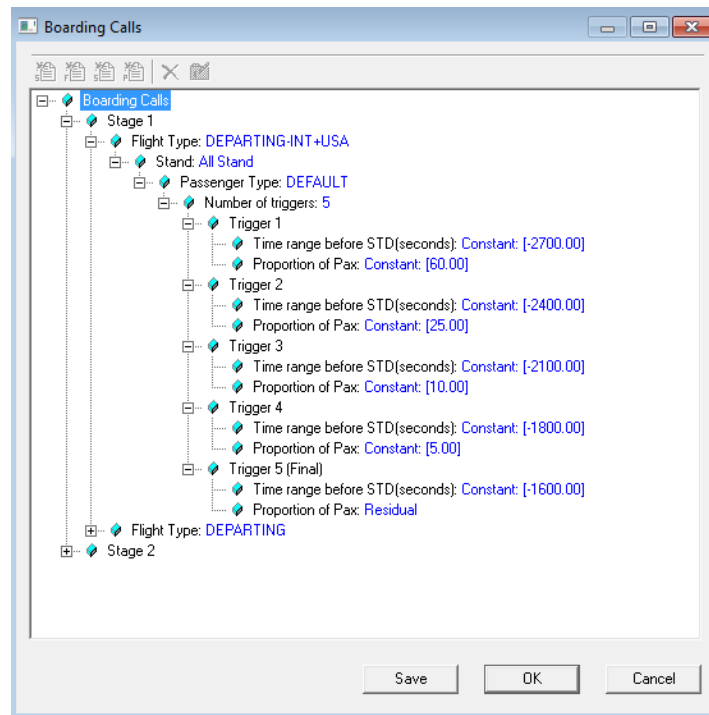 Boarding Calls
Boarding Calls
Stage 1
Flight Type: DEPARTING-INT+USA
Stand: All Stand
Passenger Type: DEFAULT
Number of triggers: 5
Trigger 1
Time range before STD(seconds): Constant: [-2700.00]
Proportion of Pax: Constant: [60.00]
Trigger 2
Time range before STD(seconds): Constant: [-2400.00]
Proportion of Pax: Constant: [25.00]
Trigger 3
Time range before STD(seconds): Constant: [-2100.00]
Proportion of Pax: Constant: [10.00]
Trigger 4
Time range before STD(seconds): Constant: [-1800.00]
Proportion of Pax: Constant: [5.00]
Trigger 5 (Final)
Time range before STD(seconds): Constant: [-1600.00]
Proportion of Pax: Residual
Flight Type: DEPARTING
Stage 2
Save OK Cancel